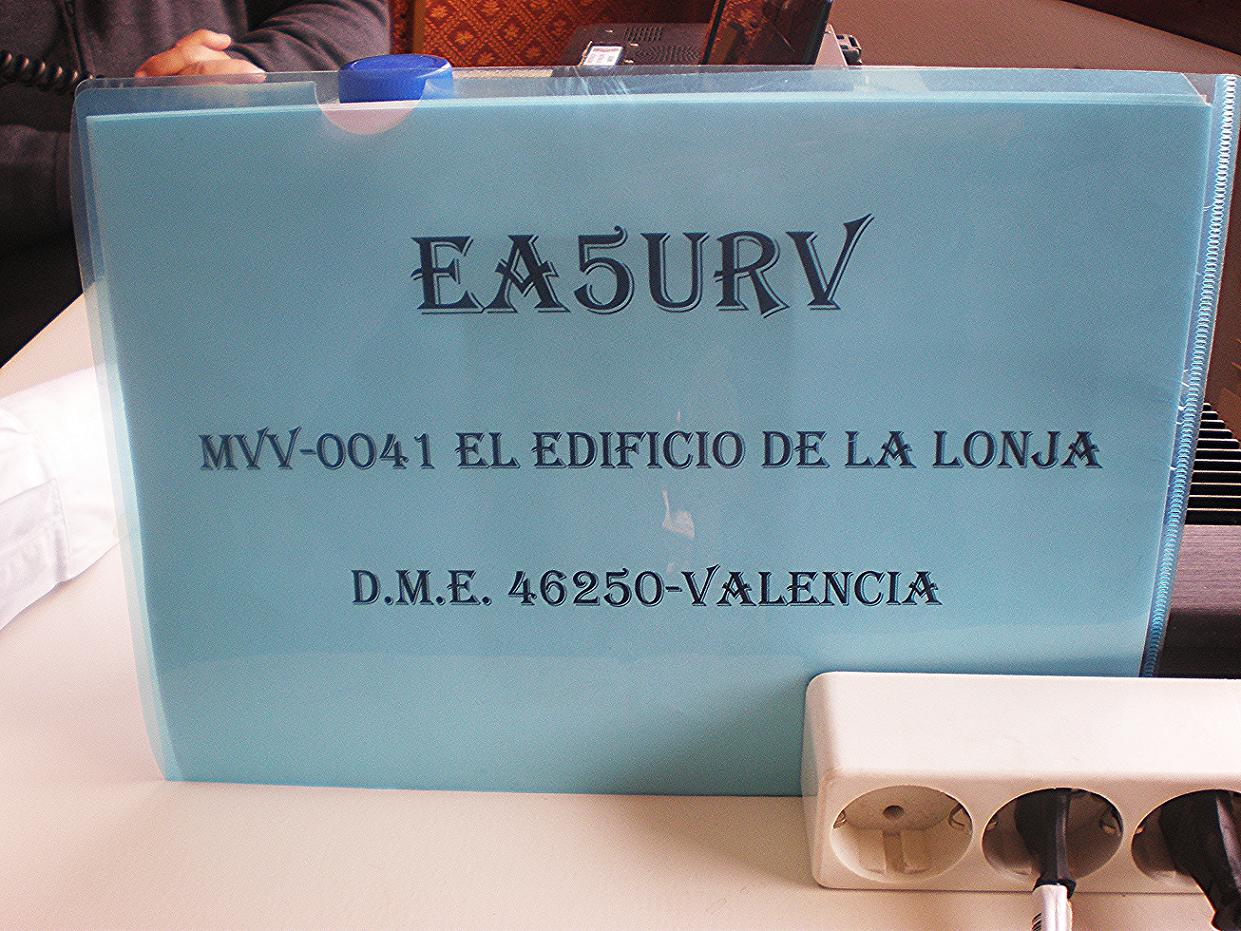 EA5URV
MVV-0041 EL EDIFICIO DE LA LONJA
D.M.E. 46250-VALENCIA